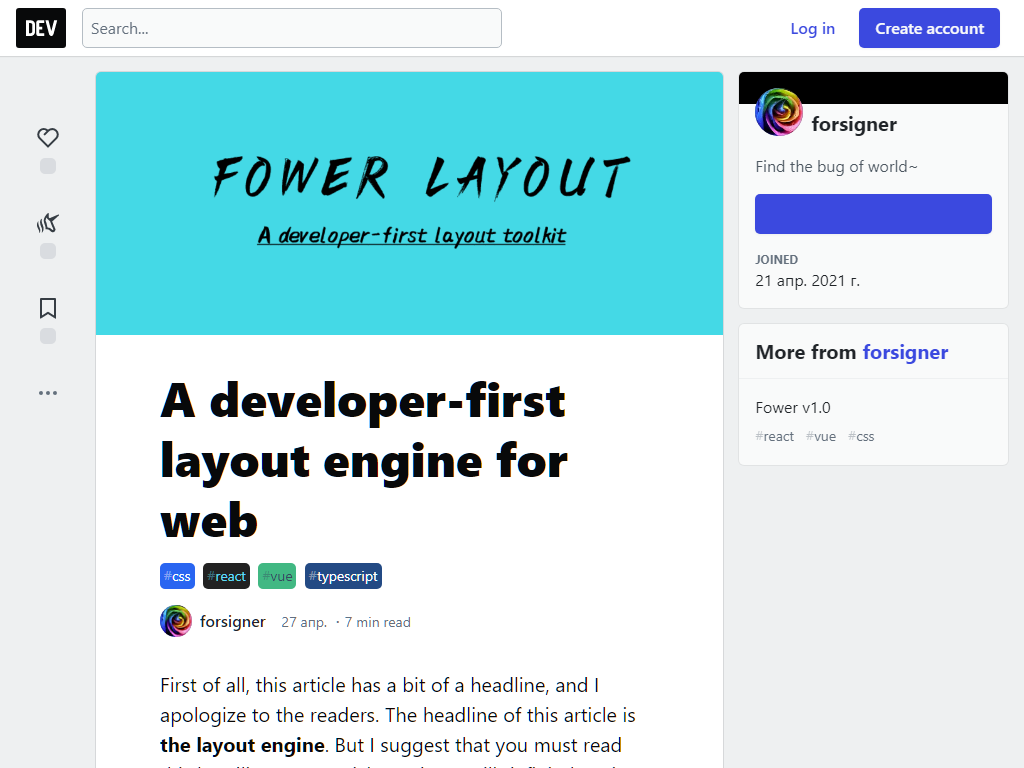 DEV
Search...
Log in
Create account
FOWER LAYOUT
A developer-first layout toolkit
forsigner
Find the bug of world~
JOINED
21 апр. 2021 г.
More from forsigner
Fower v1.0
#react #vue #css
A developer-first
layout engine for
web
#css #react #vue #typescript
forsigner 27 апр. · 7 min read
First of all, this article has a bit of a headline, and I
apologize to the readers. The headline of this article is
the layout engine. But I suggest that you must read